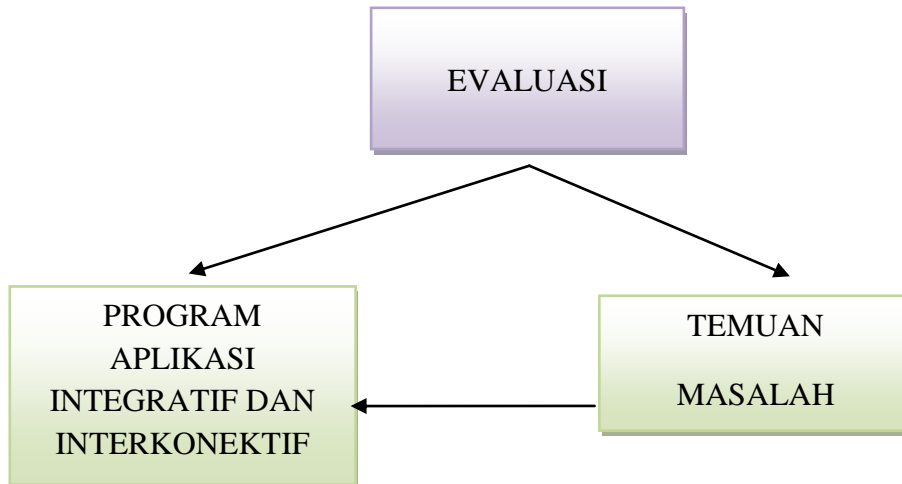 EVALUASI
PROGRAM
APLIKASI
INTEGRATIF DAN
INTERKONEKTIF
TEMUAN
MASALAH